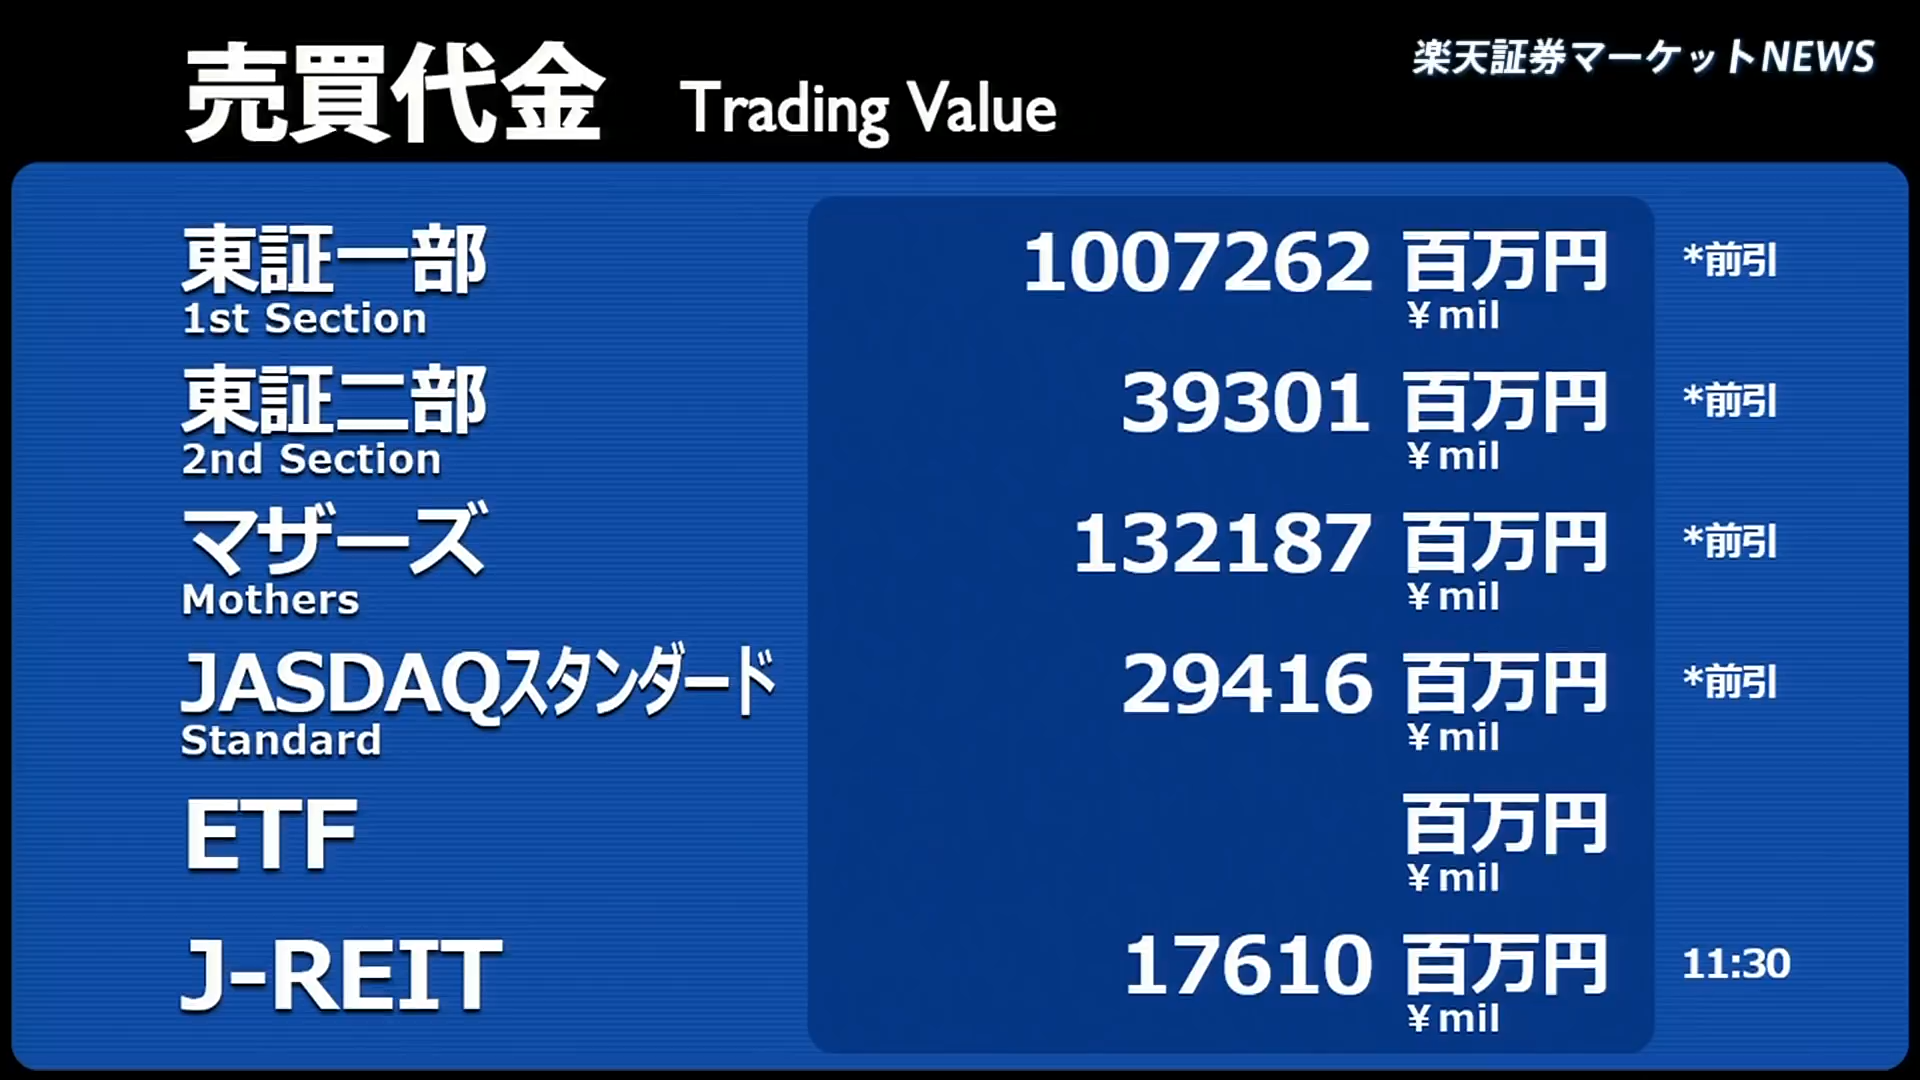 売買代金 Trading Value
楽天証券マーケットNEWS
東証一部 1007262 百万円 *前引
1st Section ¥mil
東証二部 39301 百万円 *前引
2nd Section ¥mil
マザーズ 132187 百万円 *前引
Mothers ¥mil
JASDAQスタンダード 29416 百万円 *前引
Standard ¥mil
ETF 百万円
¥mil
J-REIT 17610 百万円 11:30
¥mil